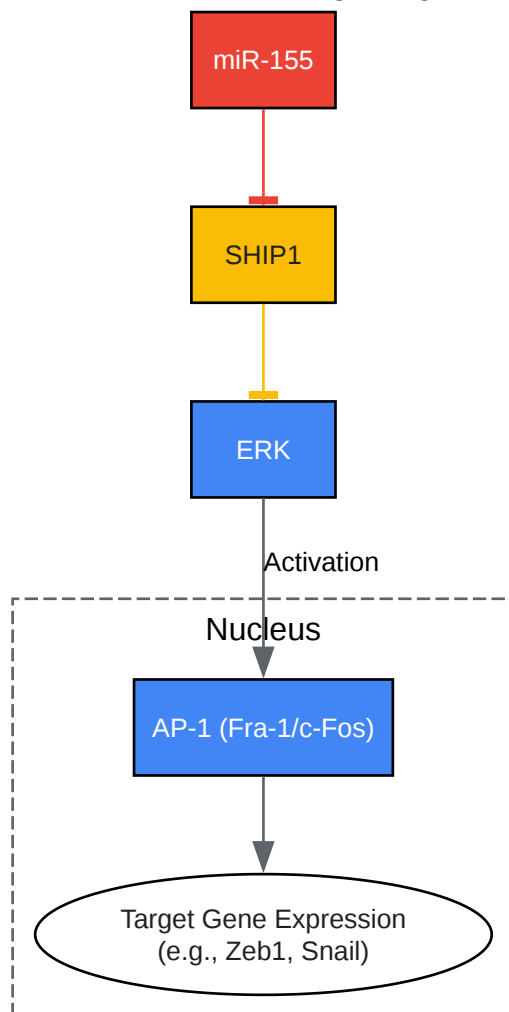 miR-155
SHIP1
ERK
Activation
Nucleus
AP-1 (Fra-1/c-Fos)
Target Gene Expression
(e.g., Zeb1, Snail)